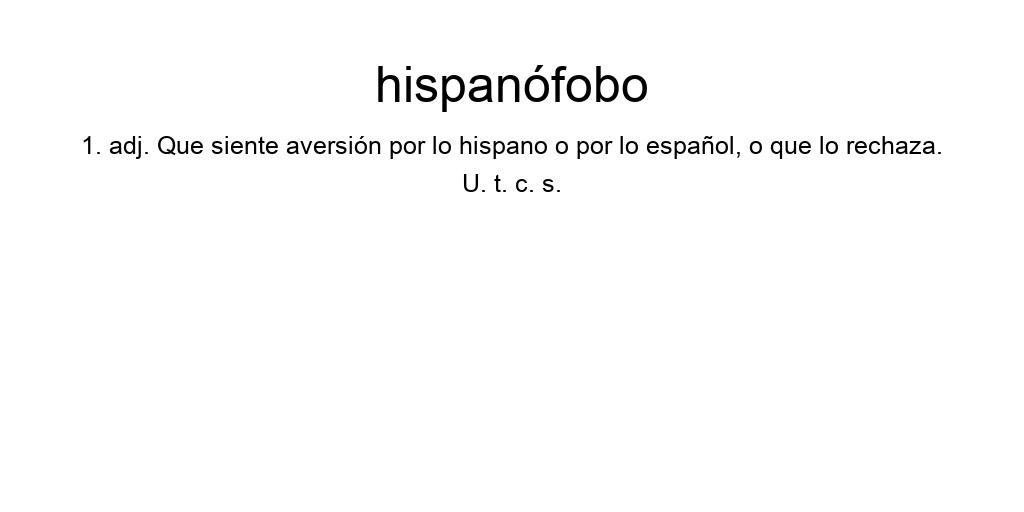 hispanófobo
1. adj. Que siente aversión por lo hispano o por lo español, o que lo rechaza.
U. t. c. s.